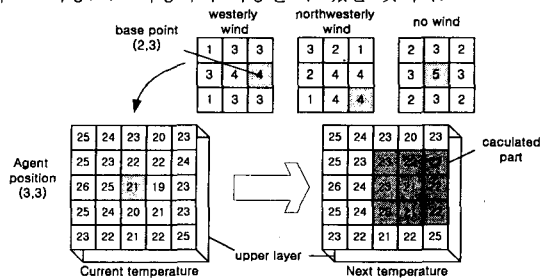 westerly wind
northwesterly wind
no wind
base point (2,3)
1 3 3
3 4 4
1 3 3
3 2 1
2 4 4
1 4 4
2 3 2
3 5 3
2 3 2
Agent position (3,3)
25 24 23 20 23
25 23 22 22 24
26 25 21 19 23
25 24 20 21 23
23 22 21 22 25
Current temperature
upper layer
25 24 23 20 23
25 23
26 24
25 24
23 22 21 22 25
Next temperature
caculated part